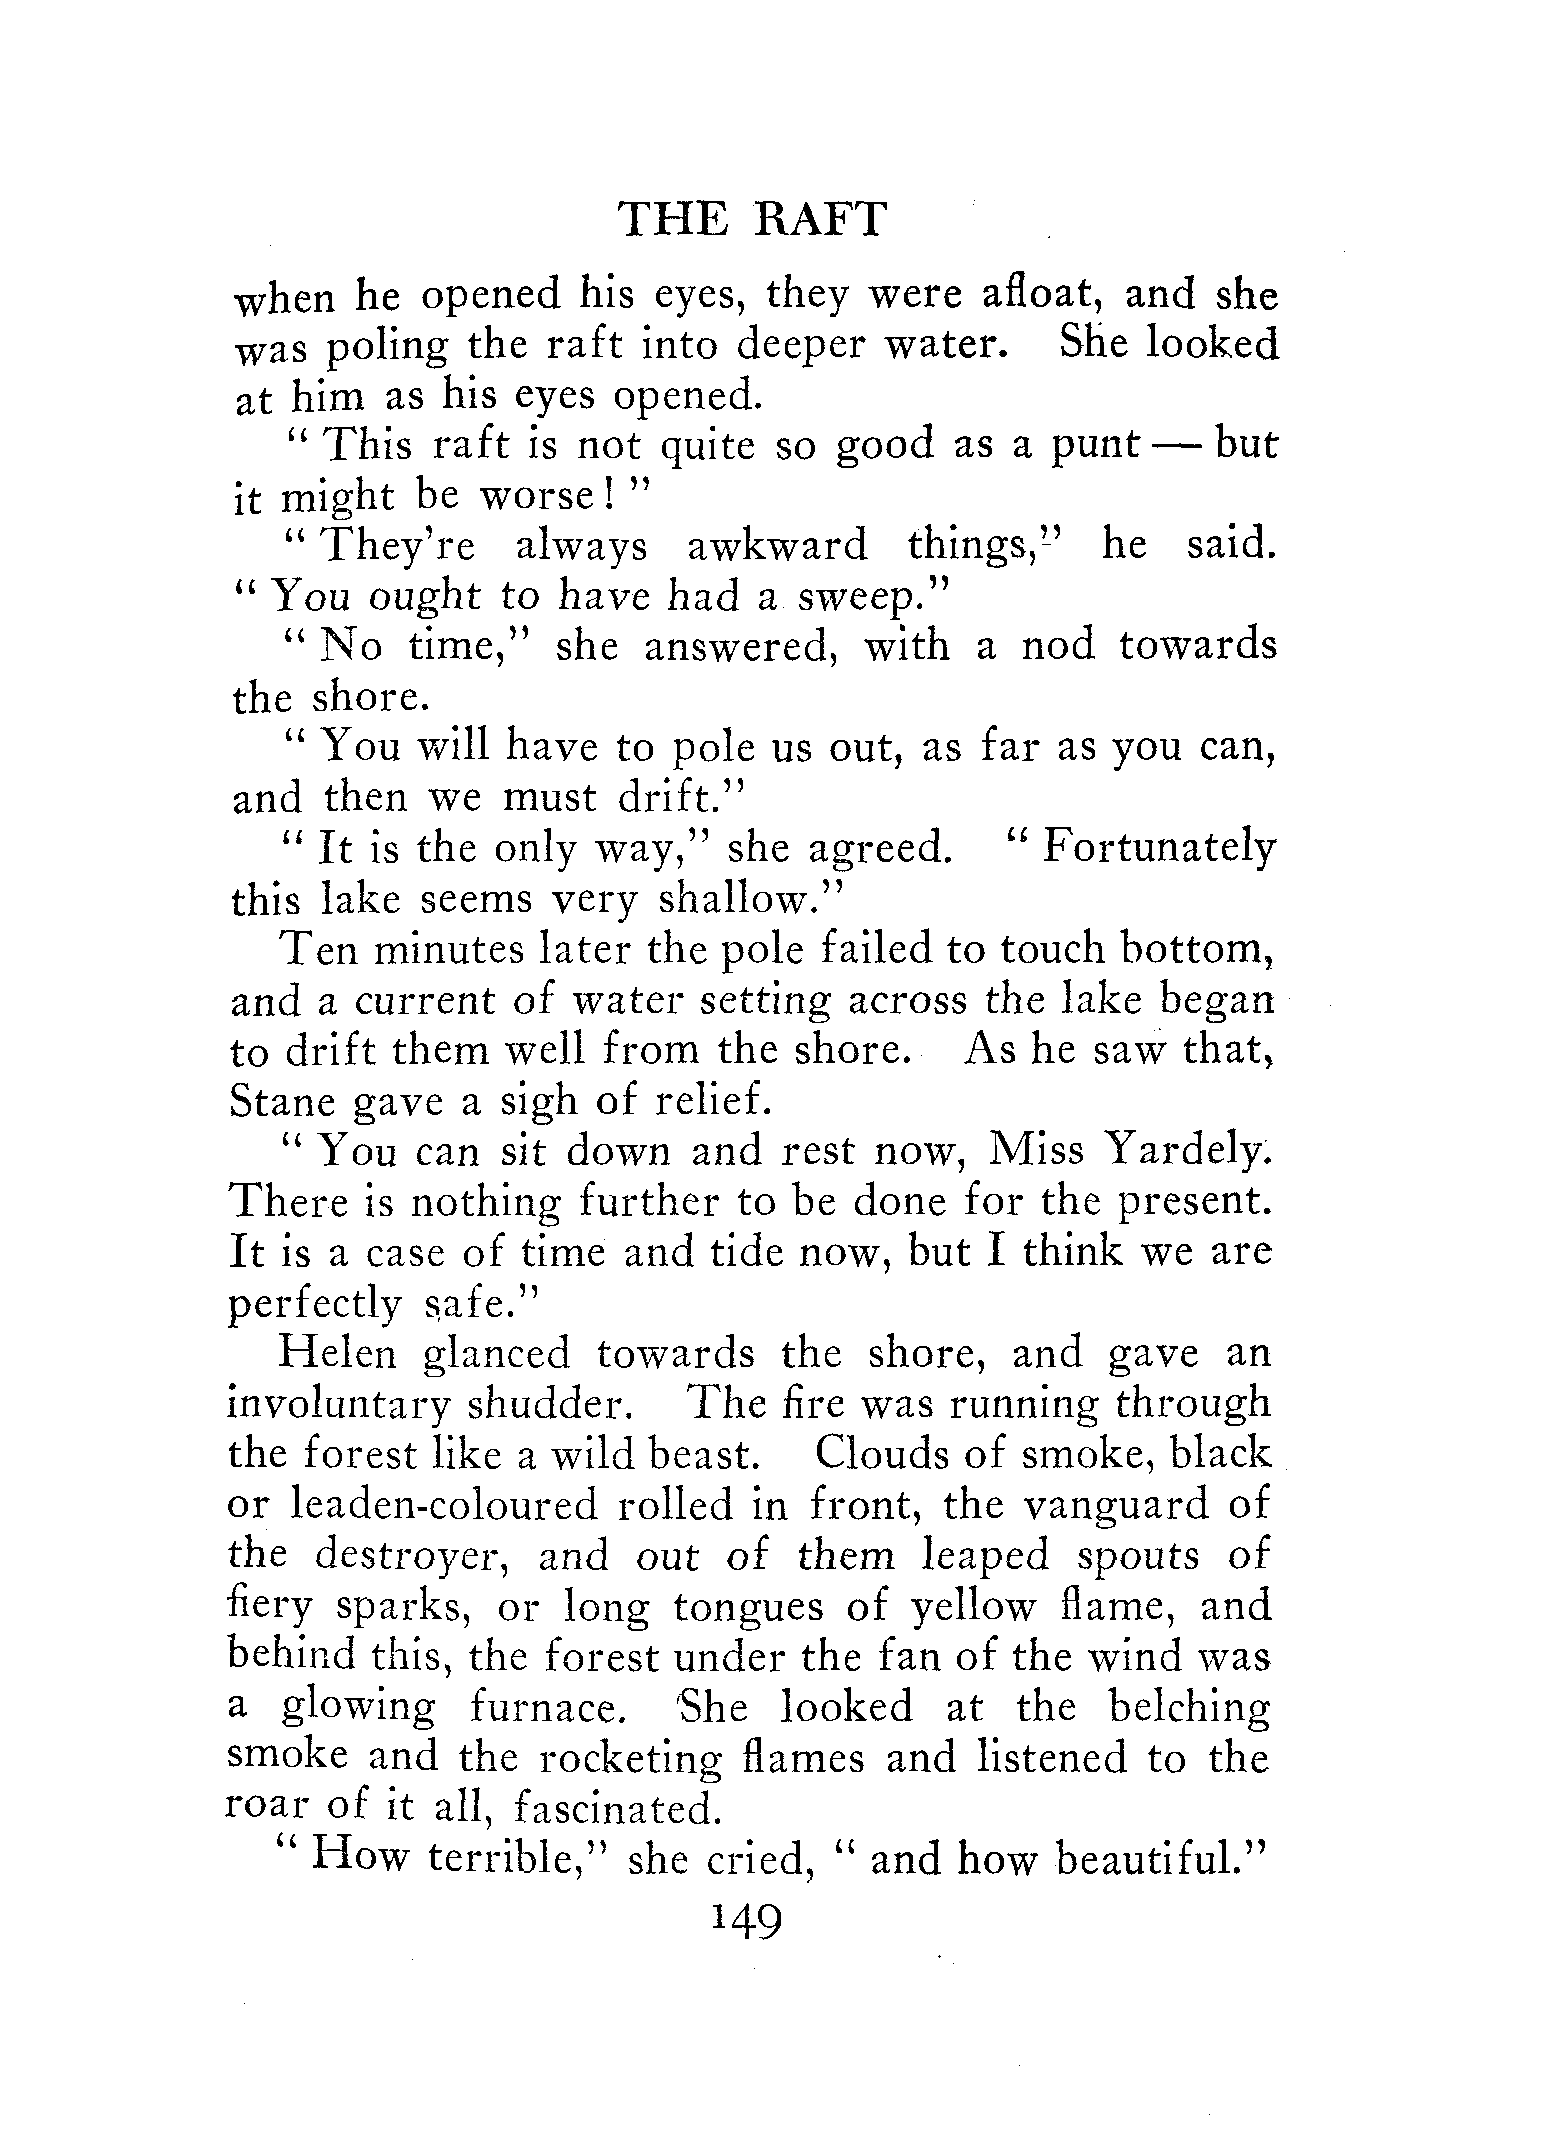 THE RAFT
when he opened his eyes, they were afloat, and she
was poling the raft into deeper water. She looked
at him as his eyes opened.
" This raft is not quite so good as a punt — but
it might be worse! "
" They're always awkward things," he said.
" You ought to have had a sweep."
" No time," she answered, with a nod towards
the shore.
" You will have to pole us out, as far as you can,
and then we must drift."
" It is the only way," she agreed. " Fortunately
this lake seems very shallow."
Ten minutes later the pole failed to touch bottom,
and a current of water setting across the lake began
to drift them well from the shore. As he saw that,
Stane gave a sigh of relief.
" You can sit down and rest now, Miss Yardely.
There is nothing further to be done for the present.
It is a case of time and tide now, but I think we are
perfectly safe."
Helen glanced towards the shore, and gave an
involuntary shudder. The fire was running through
the forest like a wild beast. Clouds of smoke, black
or leaden-coloured rolled in front, the vanguard of
the destroyer, and out of them leaped spouts of
fiery sparks, or long tongues of yellow flame, and
behind this, the forest under the fan of the wind was
a glowing furnace. She looked at the belching
smoke and the rocketing flames and listened to the
roar of it all, fascinated.
" How terrible," she cried, " and how beautiful."
149